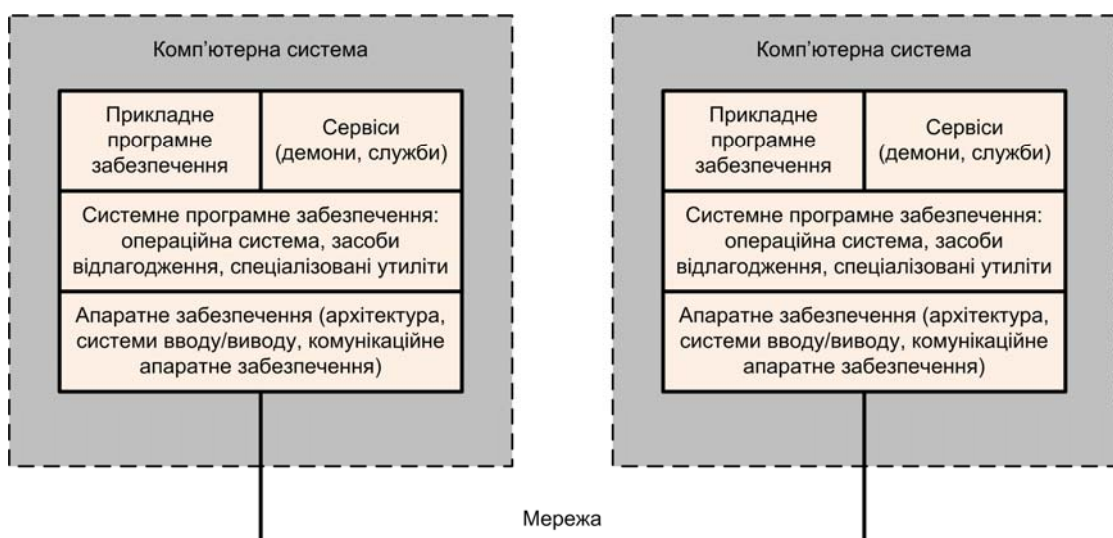 Комп’ютерна система
Прикладне
програмне
забезпечення
Сервіси
(демони, служби)
Системне програмне забезпечення:
операційна система, засоби
відлагодження, спеціалізовані утиліти
Апаратне забезпечення (архітектура,
системи вводу/виводу, комунікаційне
апаратне забезпечення)
Комп’ютерна система
Прикладне
програмне
забезпечення
Сервіси
(демони, служби)
Системне програмне забезпечення:
операційна система, засоби
відлагодження, спеціалізовані утиліти
Апаратне забезпечення (архітектура,
системи вводу/виводу, комунікаційне
апаратне забезпечення)
Мережа